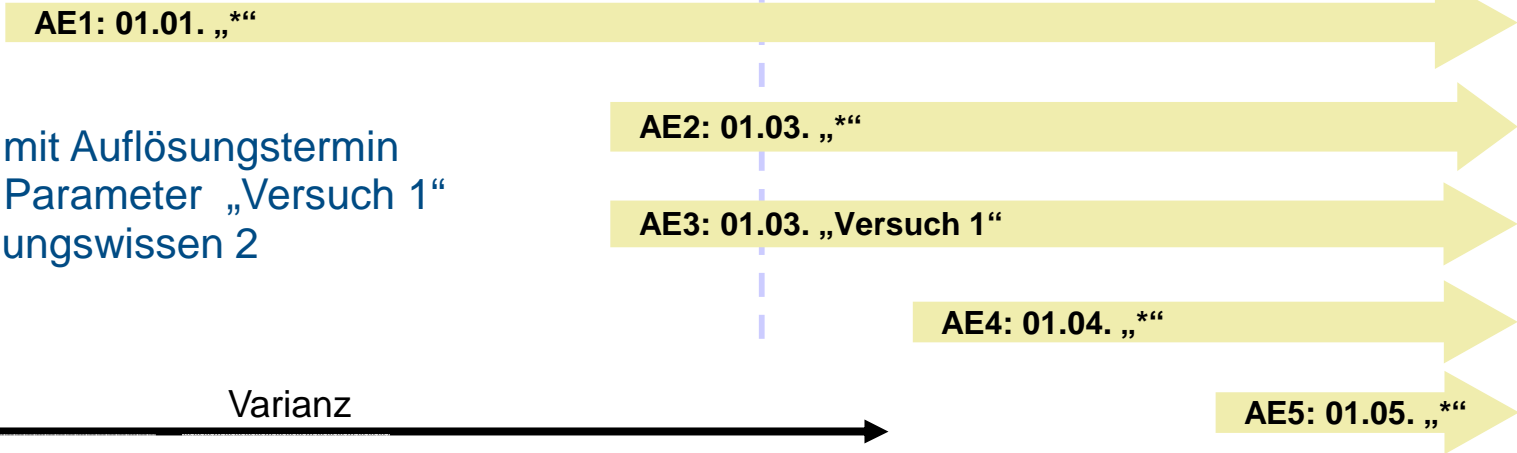 AE1: 01.01. „*“
AE2: 01.03. „*“
mit Auflösungstermin
Parameter „Versuch 1“
ungswissen 2
AE3: 01.03. „Versuch 1“
AE4: 01.04. „*“
Varianz
AE5: 01.05. „*“